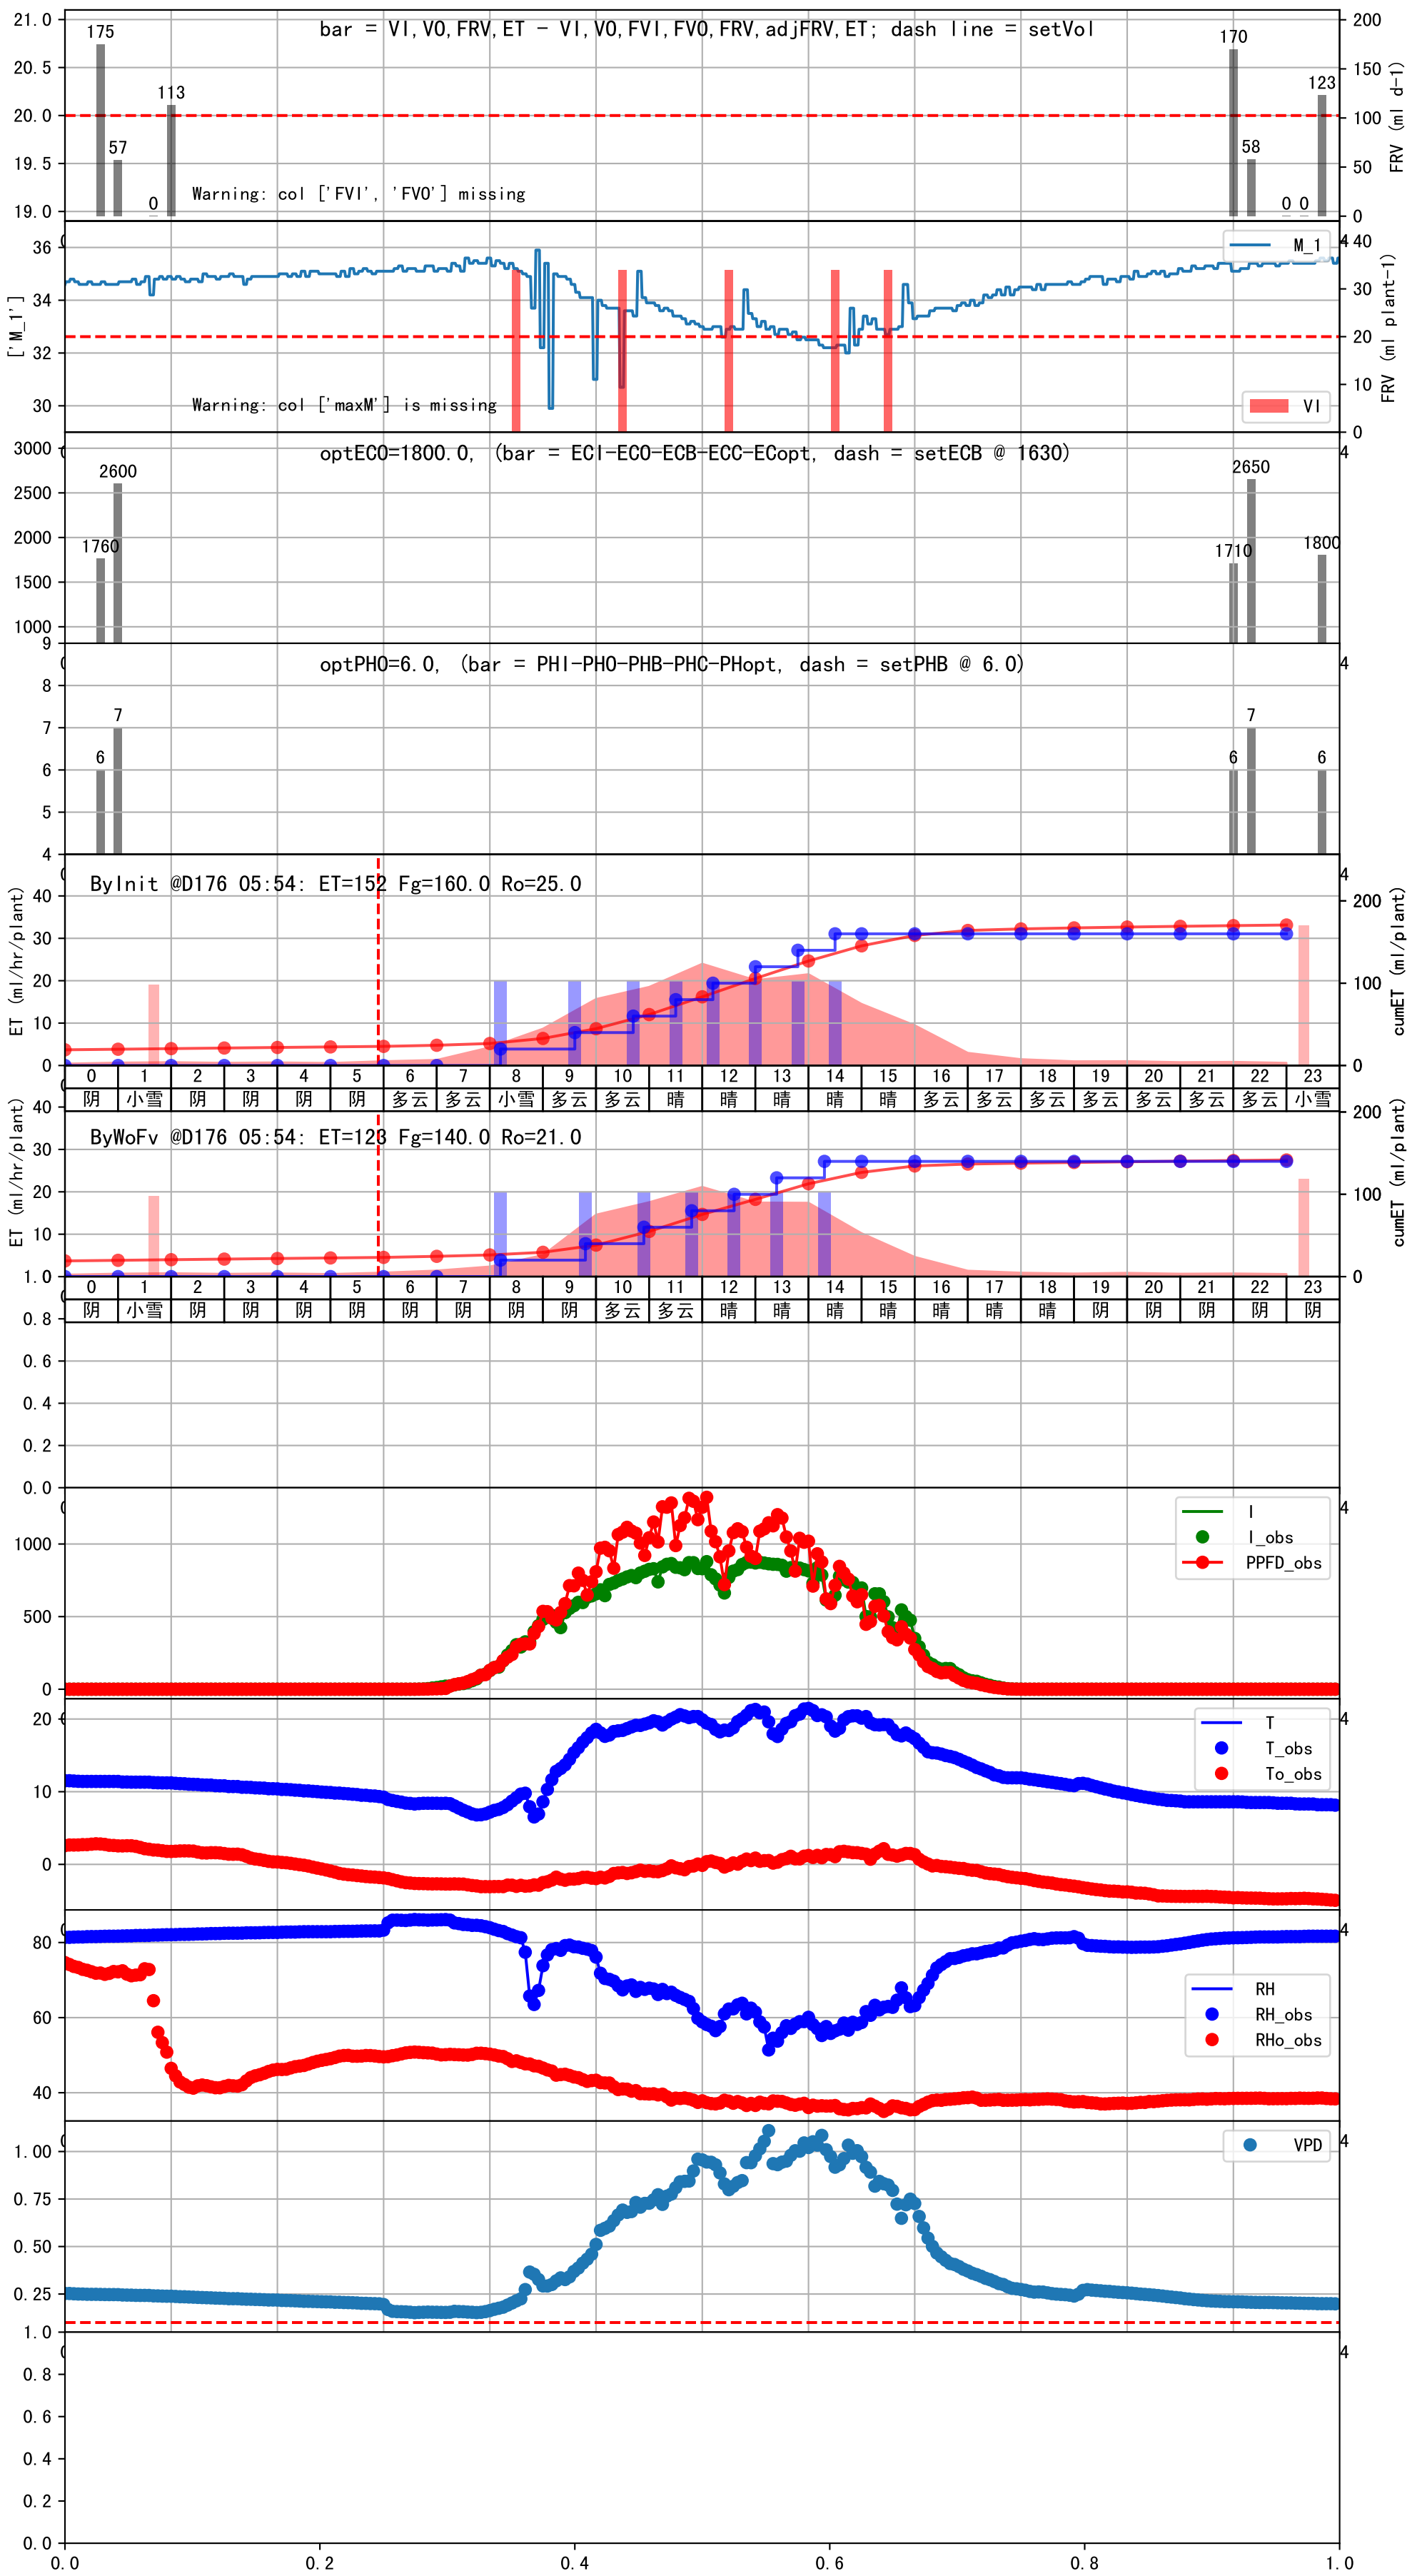 bar = VI,VO,FRV,ET - VI,VO,FVI,FVO,FRV,adjFRV,ET; dash line = setVol
21.0 20.5 20.0 19.5 19.0
175 57 0 113 170 58 0 0 123
200 150 100 50 0
FRV (ml d-1)
Warning: col ['FVI', 'FVO'] missing
['M_1']
36 34 32 30
M_1
VI
40 30 20 10 0
FRV (ml plant-1)
Warning: col ['maxM'] is missing
optECO=1800.0, (bar = ECI-ECO-ECB-ECC-ECopt, dash = setECB @ 1630)
3000 2500 2000 1500 1000
1760 2600 1710 2650 1800
4
optPHO=6.0, (bar = PHI-PHO-PHB-PHC-PHopt, dash = setPHB @ 6.0)
9 8 7 6 5 4
6 7 6 7 6
4
ByInit @D176 05:54: ET=152 Fg=160.0 Ro=25.0
ET (ml/hr/plant)
40 30 20 10 0
200 100 0
cumET (ml/plant)
4
0 1 2 3 4 5 6 7 8 9 10 11 12 13 14 15 16 17 18 19 20 21 22 23
阴 小雪 阴 阴 阴 阴 多云 多云 小雪 多云 多云 晴 晴 晴 晴 晴 多云 多云 多云 多云 多云 多云 多云 小雪
ByWoFv @D176 05:54: ET=123 Fg=140.0 Ro=21.0
ET (ml/hr/plant)
40 30 20 10
200 100 0
cumET (ml/plant)
0 1 2 3 4 5 6 7 8 9 10 11 12 13 14 15 16 17 18 19 20 21 22 23
阴 小雪 阴 阴 阴 阴 阴 阴 阴 阴 多云 多云 晴 晴 晴 晴 晴 晴 晴 阴 阴 阴 阴 阴
1.0 0.8 0.6 0.4 0.2 0.0
4
1000 500 0
I
I_obs
PPFD_obs
4
20 10 0
T
T_obs
To_obs
4
80 60 40
RH
RH_obs
RHo_obs
4
1.00 0.75 0.50 0.25
VPD
4
1.0 0.8 0.6 0.4 0.2 0.0
4
0.0 0.2 0.4 0.6 0.8 1.0